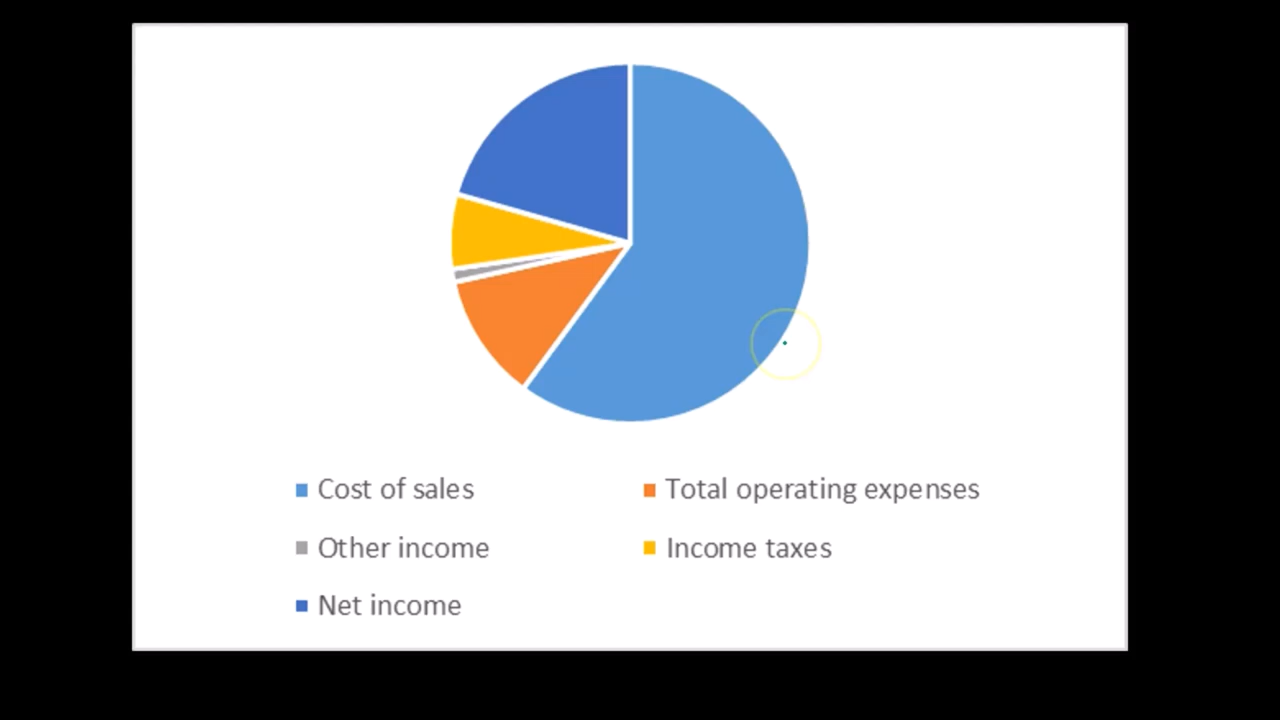 Cost of sales
Total operating expenses
Other income
Income taxes
Net income